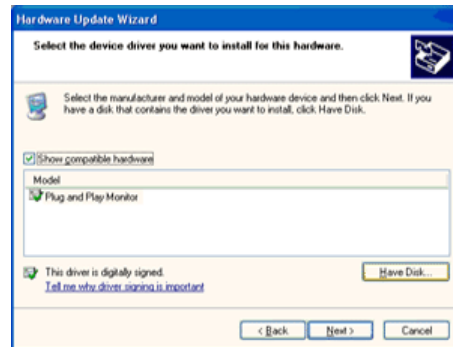 Hardware Update Wizard
Select the device driver you want to install for this hardware.
Select the manufacturer and model of your hardware device and then click Next. If you
have a disk that contains the driver you want to install, click Have Disk.
Show compatible hardware
Model
Plug and Play Monitor
This driver is digitally signed.
Have Disk...
Tell me why driver signing is important
< Back
Next >
Cancel